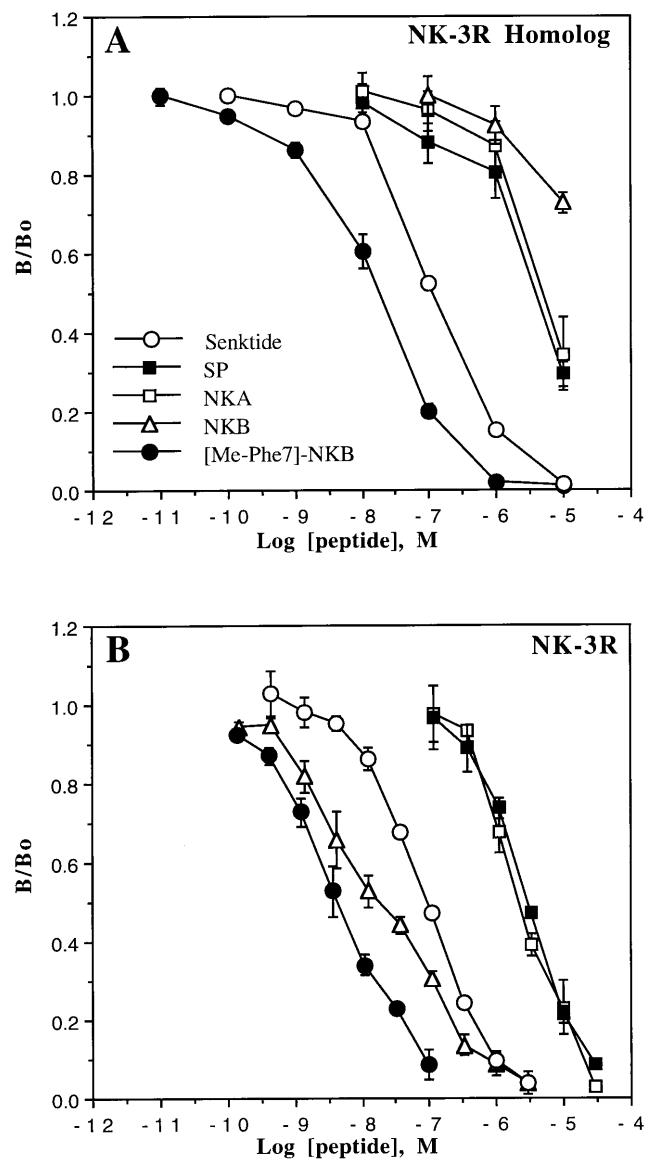 A
NK-3R Homolog
1.2
1.0
0.8
0.6
0.4
0.2
0.0
B/Bo
Senktide
SP
NKA
NKB
[Me-Phe7]-NKB
-12 -11 -10 -9 -8 -7 -6 -5 -4
Log [peptide], M
B
NK-3R
1.2
1.0
0.8
0.6
0.4
0.2
0.0
B/Bo
-12 -11 -10 -9 -8 -7 -6 -5 -4
Log [peptide], M